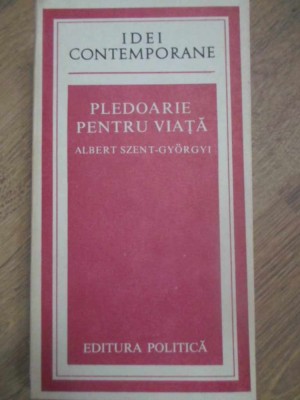 IDEI
CONTEMPORANE
PLEDOARIE
PENTRU VIAȚĂ
ALBERT SZENT-GYÖRGYI
EDITURA POLITICĂ